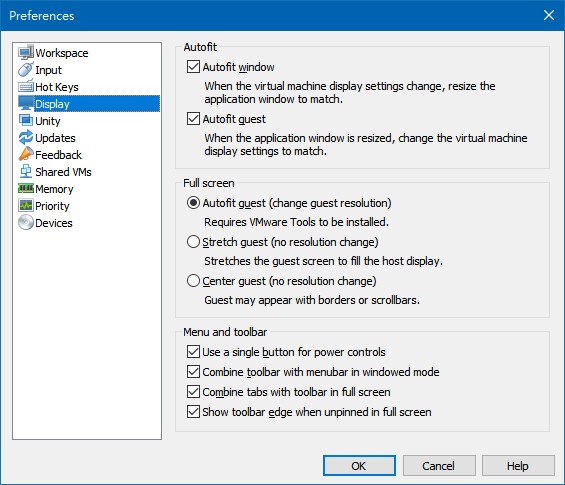 Preferences
Workspace
Input
Hot Keys
Display
Unity
Updates
Feedback
Shared VMs
Memory
Priority
Devices
Autofit
Autofit window
When the virtual machine display settings change, resize the
application window to match.
Autofit guest
When the application window is resized, change the virtual machine
display settings to match.
Full screen
Autofit guest (change guest resolution)
Requires VMware Tools to be installed.
Stretch guest (no resolution change)
Stretches the guest screen to fill the host display.
Center guest (no resolution change)
Guest may appear with borders or scrollbars.
Menu and toolbar
Use a single button for power controls
Combine toolbar with menubar in windowed mode
Combine tabs with toolbar in full screen
Show toolbar edge when unpinned in full screen
OK
Cancel
Help